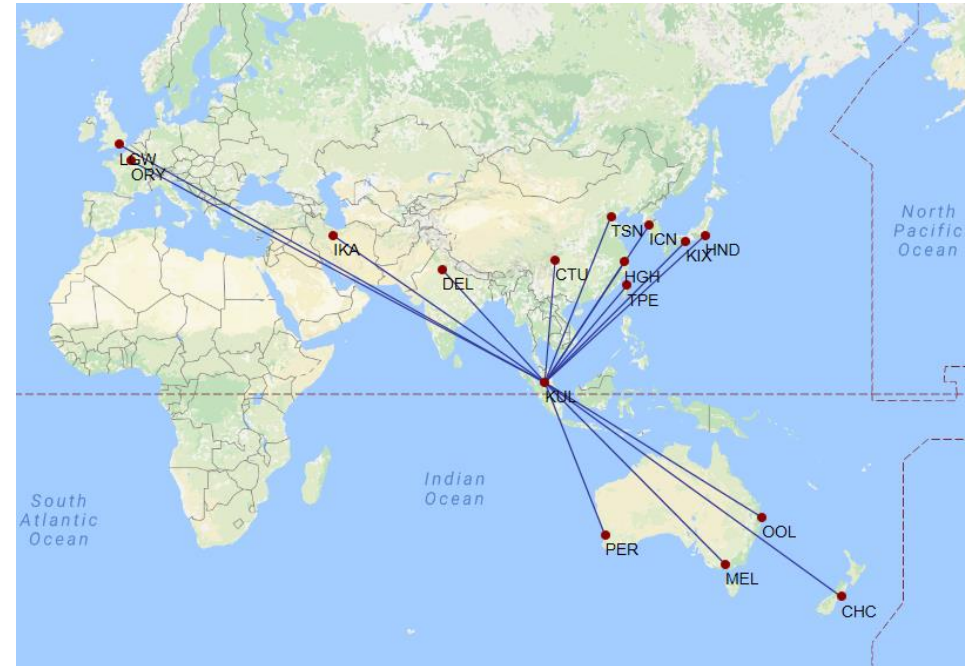 LGW
ORY
IKA
DEL
CTU
TSN
ICN
KIX
HND
HGH
TPE
KUL
North
Pacific
Ocean
Indian
Ocean
South
Atlantic
Ocean
PER
OOL
MEL
CHC